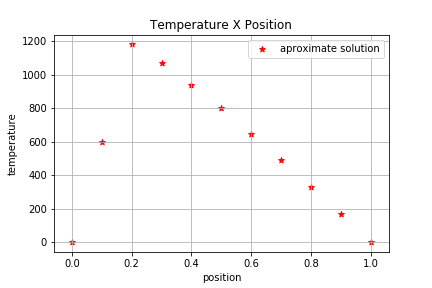 Temperature X Position
aproximate solution
temperature
1200
1000
800
600
400
200
0
0.0 0.2 0.4 0.6 0.8 1.0
position